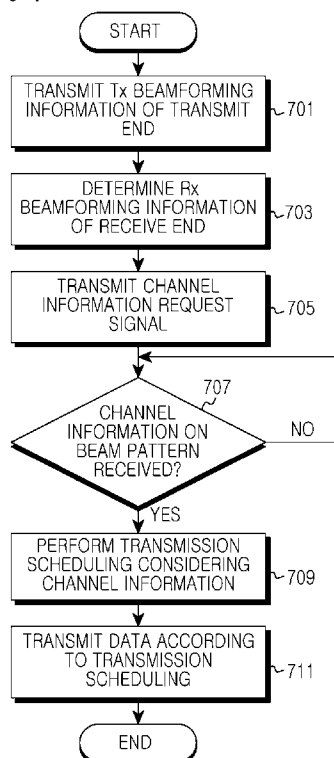 START
TRANSMIT Tx BEAMFORMING
INFORMATION OF TRANSMIT
END
701
DETERMINE Rx
BEAMFORMING INFORMATION
OF RECEIVE END
703
TRANSMIT CHANNEL
INFORMATION REQUEST
SIGNAL
705
707
CHANNEL
INFORMATION ON
BEAM PATTERN
RECEIVED?
NO
YES
PERFORM TRANSMISSION
SCHEDULING CONSIDERING
CHANNEL INFORMATION
709
TRANSMIT DATA ACCORDING
TO TRANSMISSION
SCHEDULING
711
END